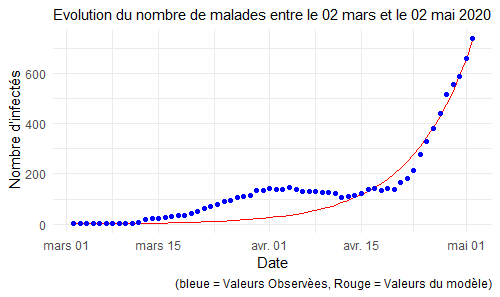 Evolution du nombre de malades entre le 02 mars et le 02 mai 2020
Nombre d'infectés
600
400
200
0
mars 01 mars 15 avr. 01 avr. 15 mai 01
Date
(bleue = Valeurs Observèes, Rouge = Valeurs du modèle)